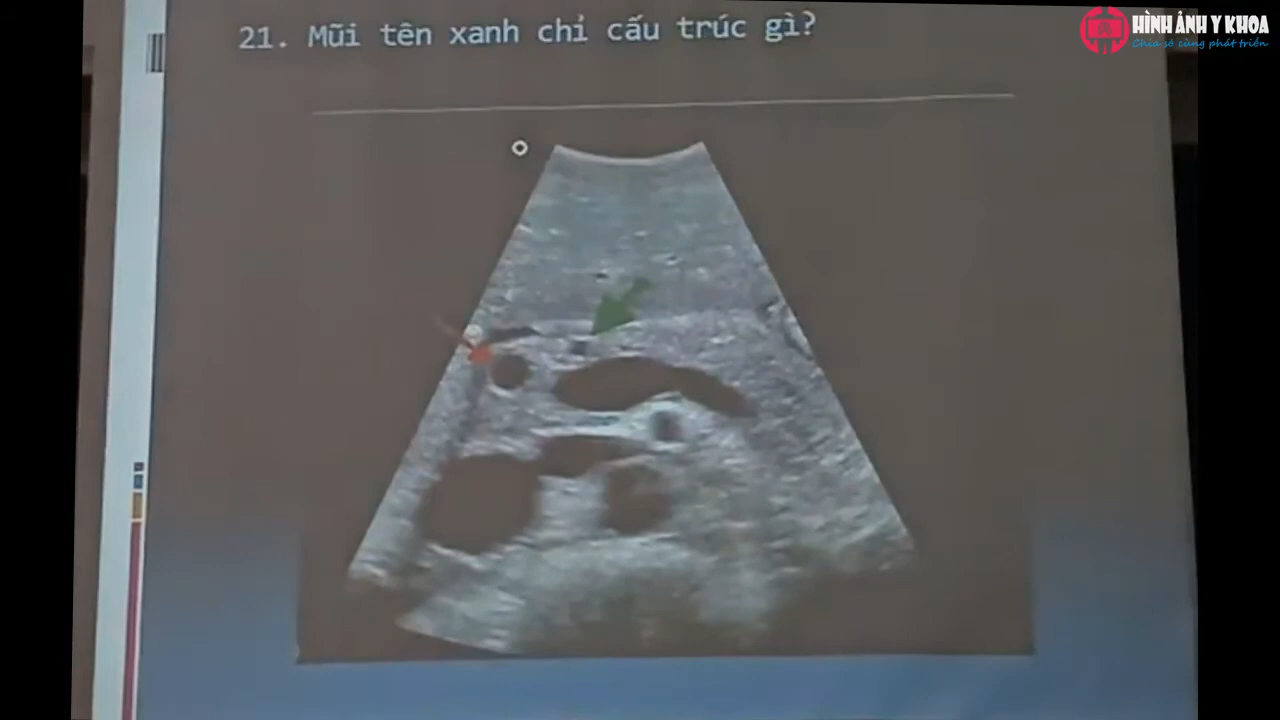 21. Mũi tên xanh chỉ cấu trúc gì?
HÌNH ẢNH Y KHOA
Chia sẻ cùng phát triển